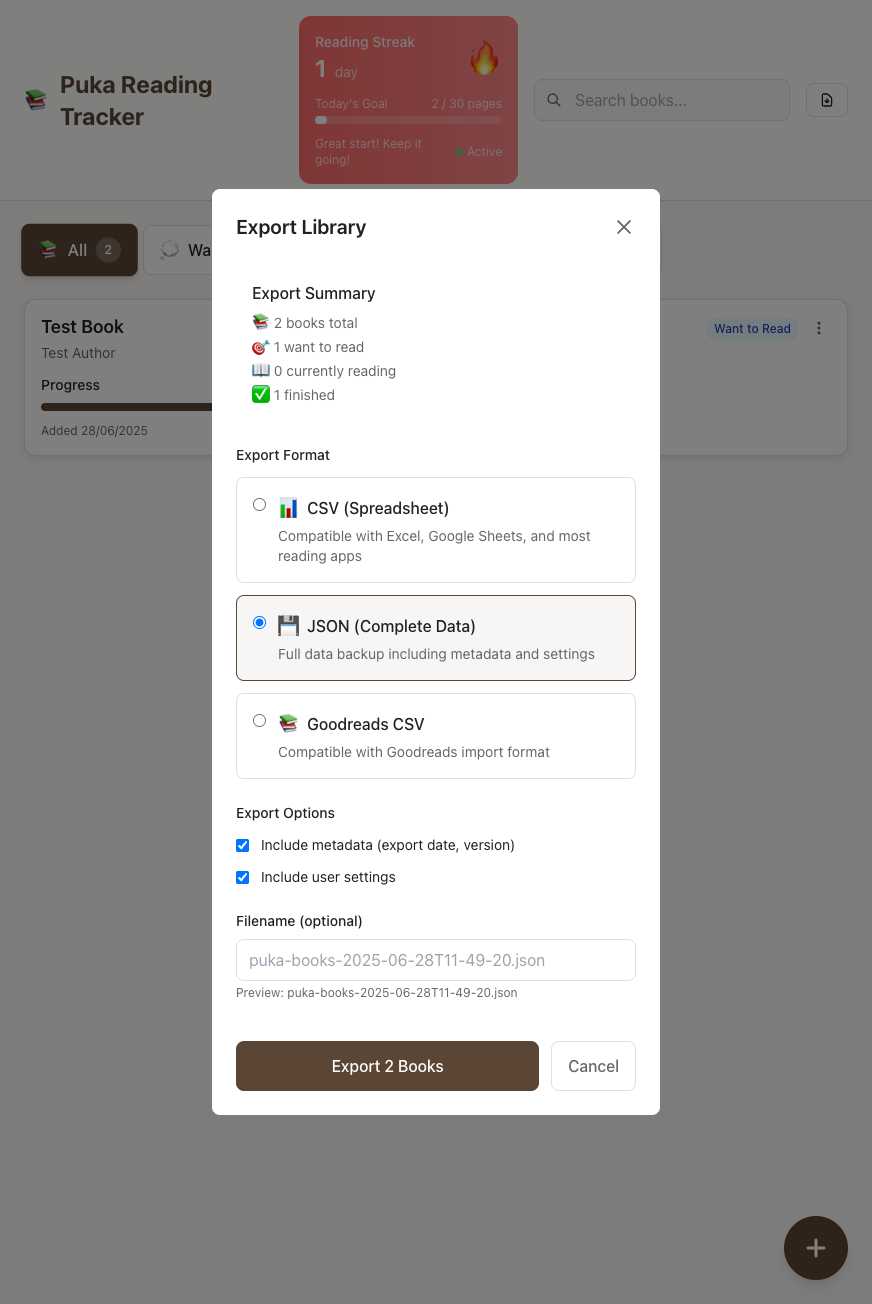 Puka Reading
Tracker
Reading Streak
1 day
Today's Goal 2 / 30 pages
Great start! Keep it
going!
Active
Search books...
All 2
Wa
Export Library
Export Summary
2 books total
1 want to read
0 currently reading
1 finished
Test Book
Test Author
Progress
Added 28/06/2025
Want to Read
Export Format
CSV (Spreadsheet)
Compatible with Excel, Google Sheets, and most
reading apps
JSON (Complete Data)
Full data backup including metadata and settings
Goodreads CSV
Compatible with Goodreads import format
Export Options
Include metadata (export date, version)
Include user settings
Filename (optional)
puka-books-2025-06-28T11-49-20.json
Preview: puka-books-2025-06-28T11-49-20.json
Export 2 Books
Cancel